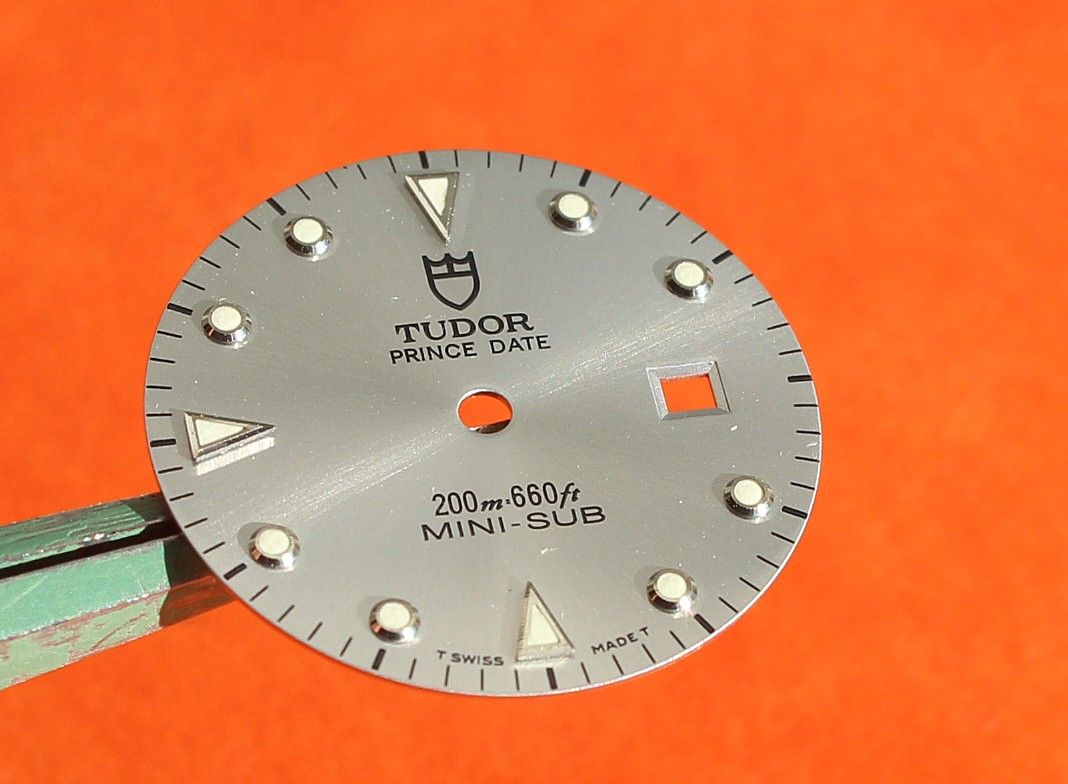 TUDOR
PRINCE DATE
200m=660ft
MINI-SUB
T SWISS MADE T